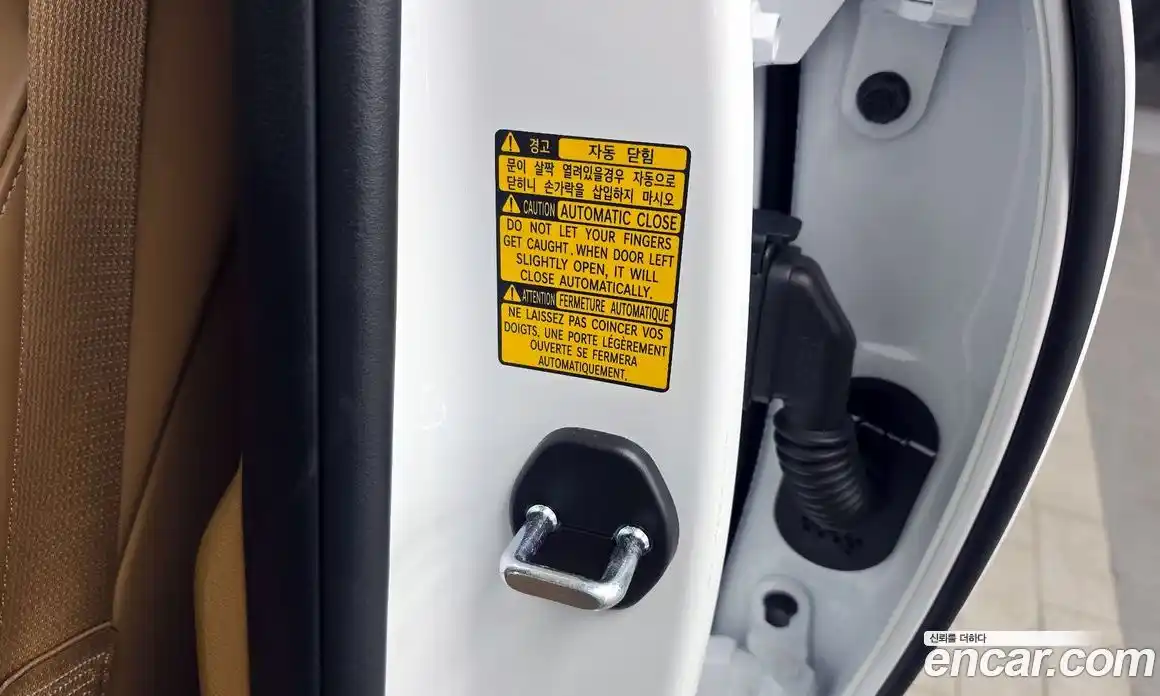 경고 자동 닫힘
문이 살짝 열려있을경우 자동으로
닫히니 손가락을 삽입하지 마시오
CAUTION AUTOMATIC CLOSE
DO NOT LET YOUR FINGERS
GET CAUGHT. WHEN DOOR LEFT
SLIGHTLY OPEN, IT WILL
CLOSE AUTOMATICALLY.
ATTENTION FERMETURE AUTOMATIQUE
NE LAISSEZ PAS COINCER VOS
DOIGTS. UNE PORTE LÉGÈREMENT
OUVERTE SE FERMERA
AUTOMATIQUEMENT.
신뢰를 더하다
encar.com